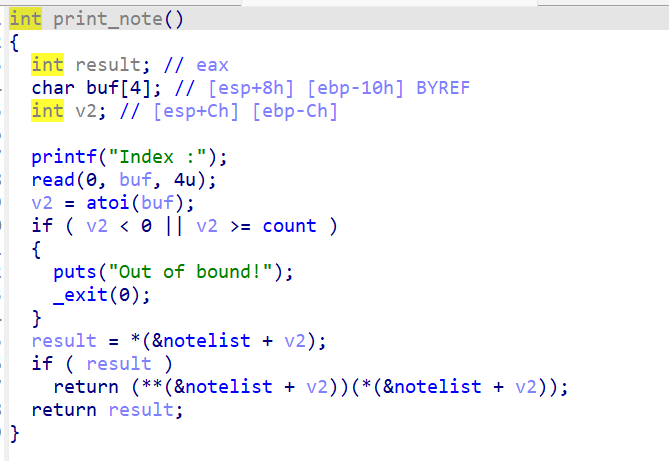 int print_note()
{
int result; // eax
char buf[4]; // [esp+8h] [ebp-10h] BYREF
int v2; // [esp+Ch] [ebp-Ch]
printf("Index :");
read(0, buf, 4u);
v2 = atoi(buf);
if ( v2 < 0 || v2 >= count )
{
puts("Out of bound!");
_exit(0);
}
result = *(&notelist + v2);
if ( result )
return (**(&notelist + v2))(*(&notelist + v2));
return result;
}